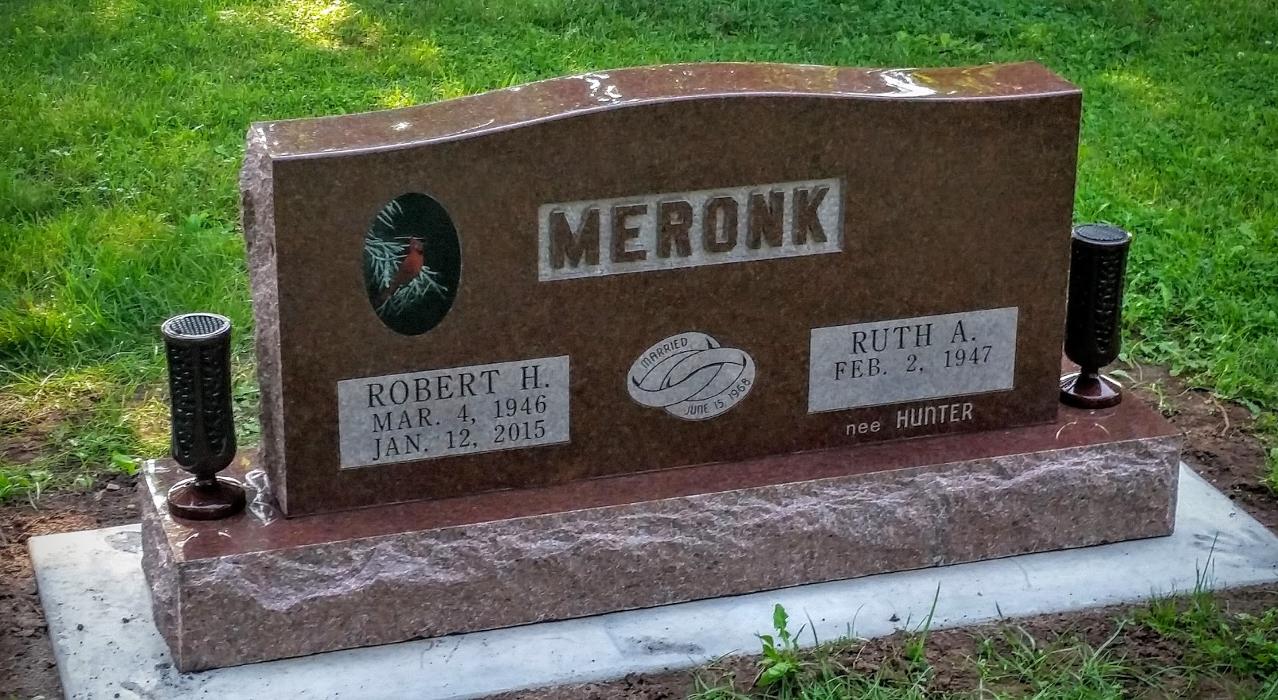 MERONK
ROBERT H.
MAR. 4, 1946
JAN. 12, 2015
MARRIED
JUNE 15, 1968
RUTH A.
FEB. 2, 1947
nee HUNTER